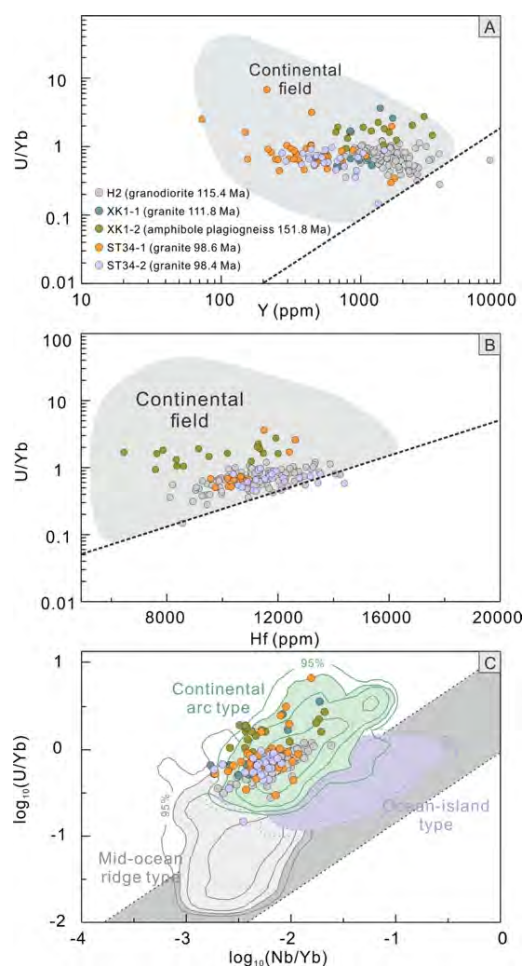 A
100
10
1
0.1
0.01
U/Yb
Continental
field
H2 (granodiorite 115.4 Ma)
XK1-1 (granite 111.8 Ma)
XK1-2 (amphibole plagiogneiss 151.8 Ma)
ST34-1 (granite 98.6 Ma)
ST34-2 (granite 98.4 Ma)
10 100 1000 10000
Y (ppm)
B
100
10
1
0.1
0.01
U/Yb
Continental
field
8000 12000 16000 20000
Hf (ppm)
C
1
0
-1
-2
log10(U/Yb)
95%
Continental
arc type
95%
Ocean-island
type
Mid-ocean
ridge type
-4 -3 -2 -1 0
log10(Nb/Yb)